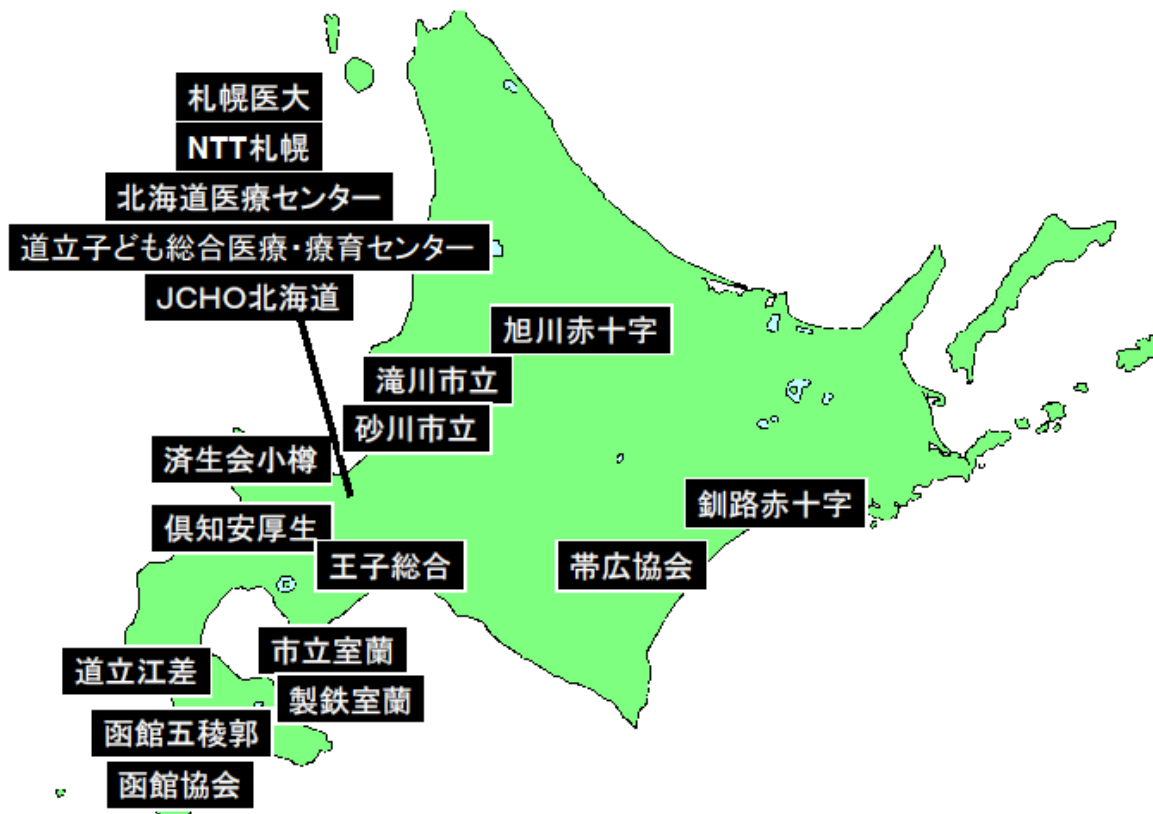 札幌医大
NTT札幌
北海道医療センター
道立子ども総合医療・療育センター
JCHO北海道
旭川赤十字
滝川市立
砂川市立
済生会小樽
釧路赤十字
倶知安厚生
王子総合
帯広協会
市立室蘭
道立江差
製鉄室蘭
函館五稜郭
函館協会